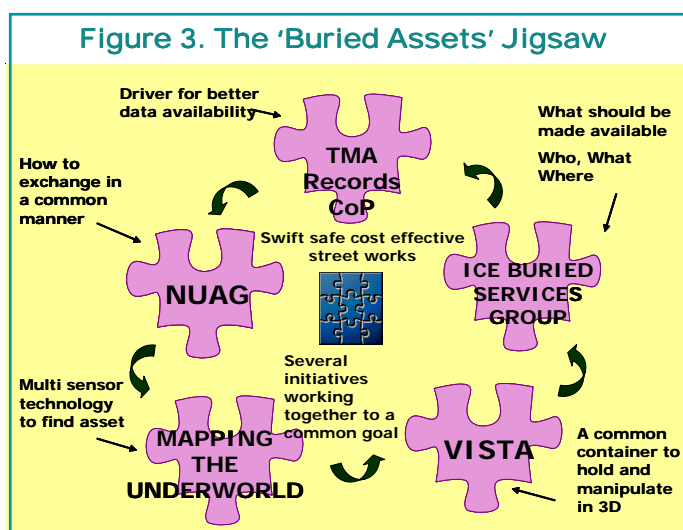 Figure 3. The ‘Buried Assets’ Jigsaw
Driver for better
data availability
TMA
Records
CoP
What should be
made available
Who, What
Where
How to
exchange in
a common
manner
NUAG
Swift safe cost effective
street works
ICE BURIED
SERVICES
GROUP
Multi sensor
technology
to find asset
MAPPING
THE
UNDERWORLD
Several
initiatives
working
together to a
common goal
VISTA
A common
container to
hold and
manipulate
in 3D